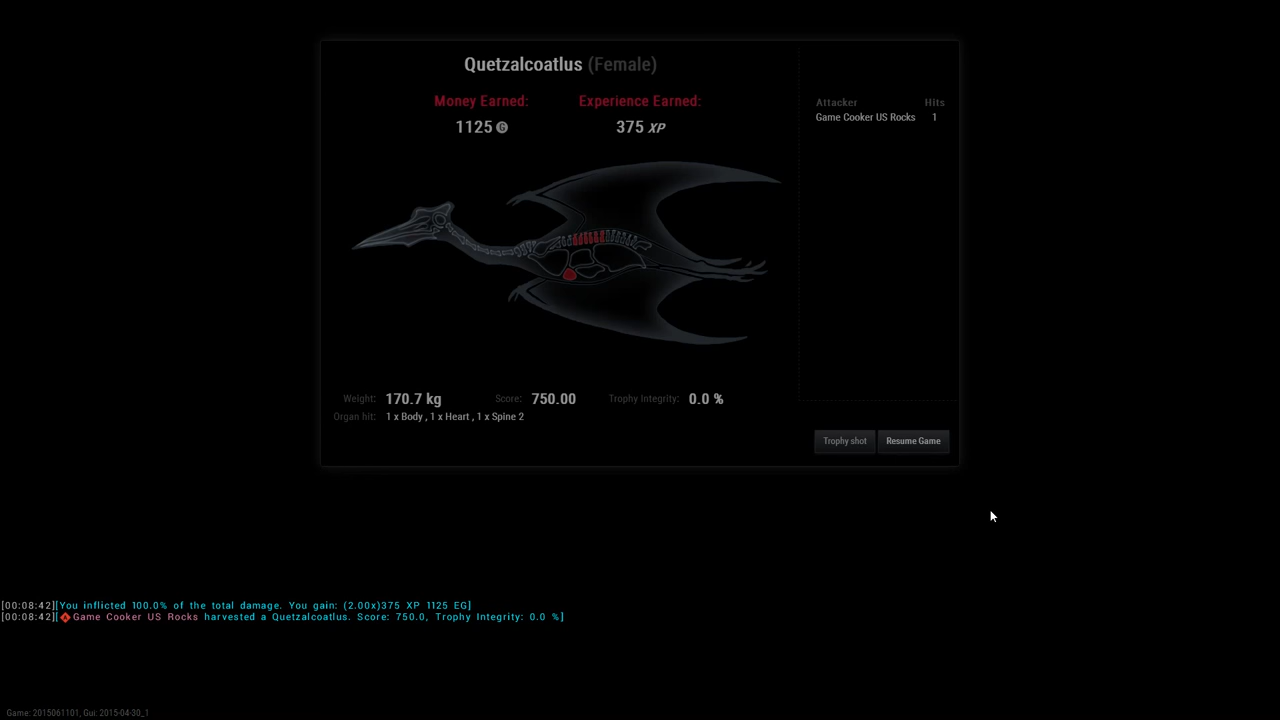 Quetzalcoatlus (Female)
Money Earned: Experience Earned:
1125 G 375 XP
Attacker Hits
Game Cooker US Rocks 1
Weight: 170.7 kg Score: 750.00 Trophy Integrity: 0.0 %
Organ hit: 1 x Body , 1 x Heart , 1 x Spine 2
Trophy shot Resume Game
[00:08:42][You inflicted 100.0% of the total damage. You gain: (2.00x)375 XP 1125 EG]
[00:08:42][Game Cooker US Rocks harvested a Quetzalcoatlus. Score: 750.0, Trophy Integrity: 0.0 %]
Game: 2015061101, Gui: 2015-04-30_1